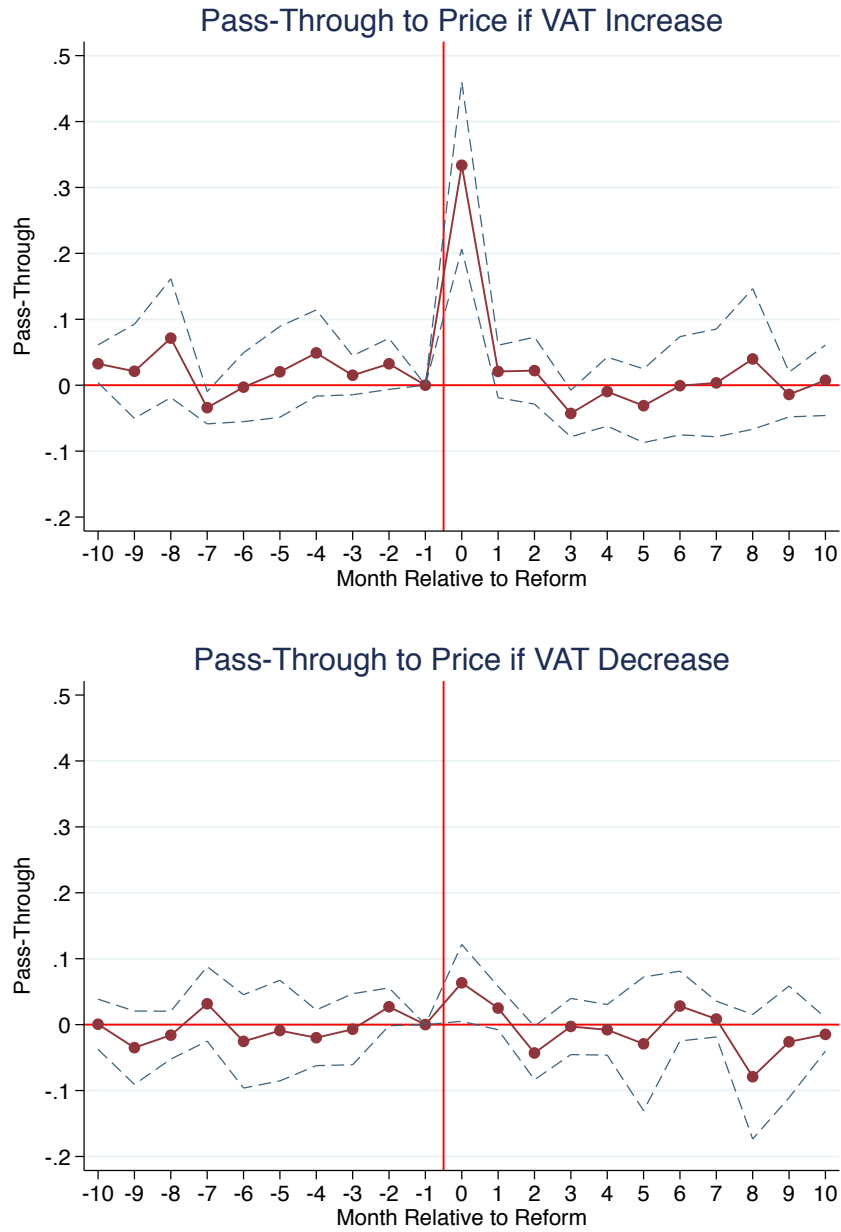 Pass-Through to Price if VAT Increase
.5
.4
.3
.2
.1
0
-.1
-.2
Pass-Through
-10 -9 -8 -7 -6 -5 -4 -3 -2 -1 0 1 2 3 4 5 6 7 8 9 10
Month Relative to Reform
Pass-Through to Price if VAT Decrease
.5
.4
.3
.2
.1
0
-.1
-.2
Pass-Through
-10 -9 -8 -7 -6 -5 -4 -3 -2 -1 0 1 2 3 4 5 6 7 8 9 10
Month Relative to Reform